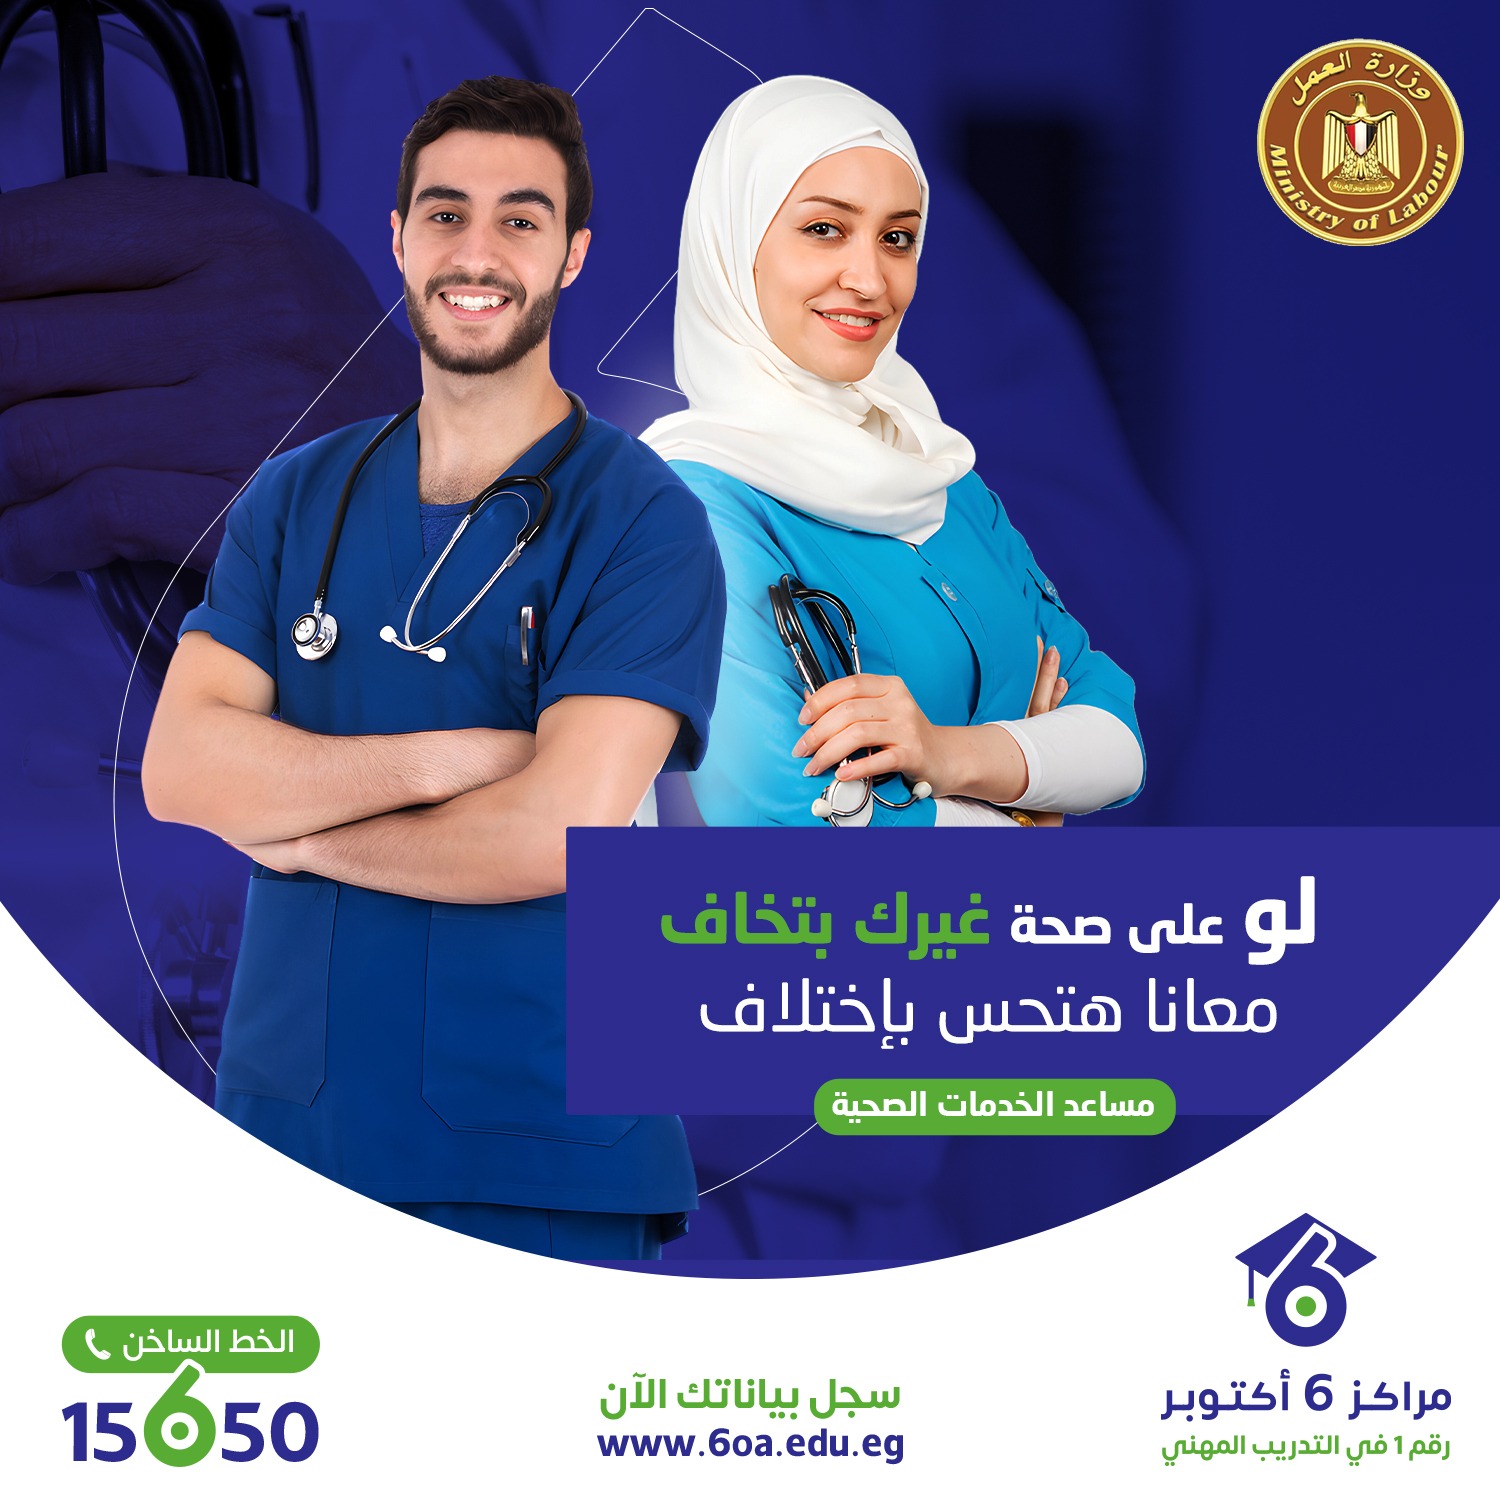 وزارة العمل
Ministry of Labour
لو على صحة غيرك بتخاف
معانا هتحس بإختلاف
مساعد الخدمات الصحية
الخط الساخن
15650
سجل بياناتك الآن
www.6oa.edu.eg
6
مراكز 6 أكتوبر
رقم 1 في التدريب المهني